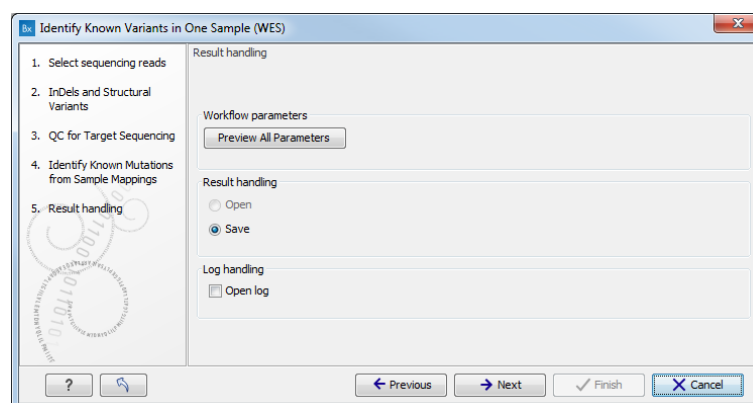 Bx Identify Known Variants in One Sample (WES)
X
1. Select sequencing reads
2. InDels and Structural
Variants
3. QC for Target Sequencing
4. Identify Known Mutations
from Sample Mappings
5. Result handling
Result handling
Workflow parameters
Preview All Parameters
Result handling
Open
Save
Log handling
Open log
?
Previous
Next
Finish
Cancel